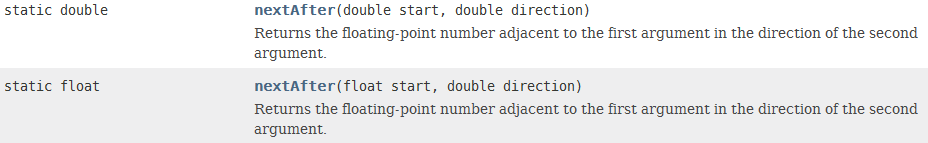 static double nextAfter(double start, double direction)
Returns the floating-point number adjacent to the first argument in the direction of the second
argument.
static float nextAfter(float start, double direction)
Returns the floating-point number adjacent to the first argument in the direction of the second
argument.